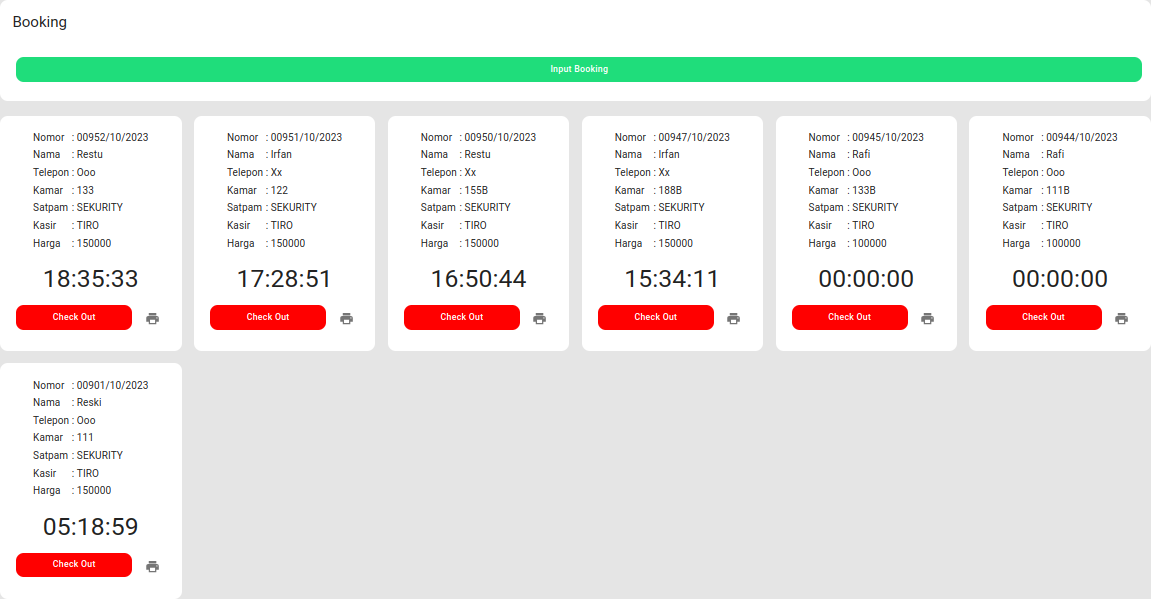 Booking
Input Booking
Nomor : 00952/10/2023
Nama : Restu
Telepon : Ooo
Kamar : 133
Satpam : SEKURITY
Kasir : TIRO
Harga : 150000
18:35:33
Check Out
Nomor : 00951/10/2023
Nama : Irfan
Telepon : Xx
Kamar : 122
Satpam : SEKURITY
Kasir : TIRO
Harga : 150000
17:28:51
Check Out
Nomor : 00950/10/2023
Nama : Restu
Telepon : Xx
Kamar : 155B
Satpam : SEKURITY
Kasir : TIRO
Harga : 150000
16:50:44
Check Out
Nomor : 00947/10/2023
Nama : Irfan
Telepon : Xx
Kamar : 188B
Satpam : SEKURITY
Kasir : TIRO
Harga : 150000
15:34:11
Check Out
Nomor : 00945/10/2023
Nama : Rafi
Telepon : Ooo
Kamar : 133B
Satpam : SEKURITY
Kasir : TIRO
Harga : 100000
00:00:00
Check Out
Nomor : 00944/10/2023
Nama : Rafi
Telepon : Ooo
Kamar : 111B
Satpam : SEKURITY
Kasir : TIRO
Harga : 100000
00:00:00
Check Out
Nomor : 00901/10/2023
Nama : Reski
Telepon : Ooo
Kamar : 111
Satpam : SEKURITY
Kasir : TIRO
Harga : 150000
05:18:59
Check Out